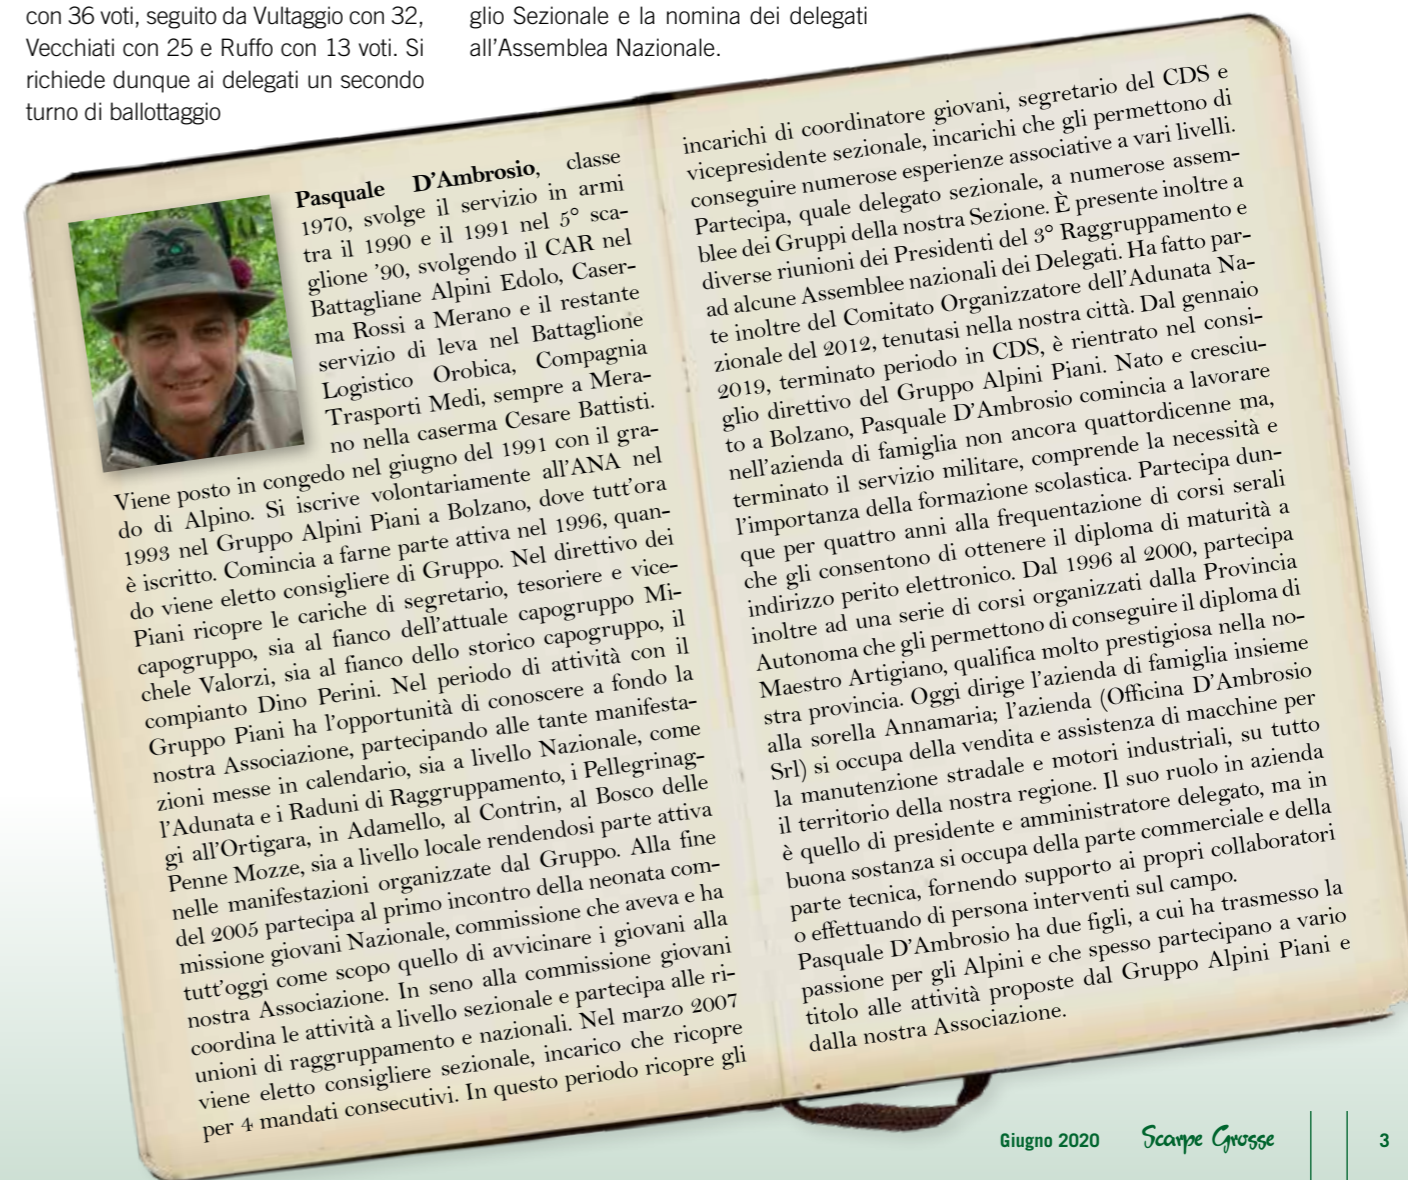 con 36 voti, seguito da Vultaggio con 32,
Vecchiati con 25 e Ruffo con 13 voti. Si
richiede dunque ai delegati un secondo
turno di ballottaggio
glio Sezionale e la nomina dei delegati
all'Assemblea Nazionale.
Pasquale D'Ambrosio, classe
1970, svolge il servizio in armi
tra il 1990 e il 1991 nel 5° sca-
glione '90, svolgendo il CAR nel
Battagliane Alpini Edolo, Caser-
ma Rossi a Merano e il restante
servizio di leva nel Battaglione
Logistico Orobica, Compagnia
Trasporti Medi, sempre a Mera-
no nella caserma Cesare Battisti.
Viene posto in congedo nel giugno del 1991 con il gra-
do di Alpino. Si iscrive volontariamente all'ANA nel
1993 nel Gruppo Alpini Piani a Bolzano, dove tutt'ora
è iscritto. Comincia a farne parte attiva nel 1996, quan-
do viene eletto consigliere di Gruppo. Nel direttivo dei
Piani ricopre le cariche di segretario, tesoriere e vice-
capogruppo, sia al fianco dell'attuale capogruppo Mi-
chele Valorzi, sia al fianco dello storico capogruppo, il
compianto Dino Perini. Nel periodo di attività con il
Gruppo Piani ha l'opportunità di conoscere a fondo la
nostra Associazione, partecipando alle tante manifesta-
zioni messe in calendario, sia a livello Nazionale, come
l'Adunata e i Raduni di Raggruppamento, i Pellegrinag-
gi all'Ortigara, in Adamello, al Contrin, al Bosco delle
Penne Mozze, sia a livello locale rendendosi parte attiva
nelle manifestazioni organizzate dal Gruppo. Alla fine
del 2005 partecipa al primo incontro della neonata com-
missione giovani Nazionale, commissione che aveva e ha
tutt'oggi come scopo quello di avvicinare i giovani alla
nostra Associazione. In seno alla commissione giovani
coordina le attività a livello sezionale e partecipa alle ri-
unioni di raggruppamento e nazionali. Nel marzo 2007
viene eletto consigliere sezionale, incarico che ricopre
per 4 mandati consecutivi. In questo periodo ricopre gli
incarichi di coordinatore giovani, segretario del CDS e
vicepresidente sezionale, incarichi che gli permettono di
conseguire numerose esperienze associative a vari livelli.
Partecipa, quale delegato sezionale, a numerose assem-
blee dei Gruppi della nostra Sezione. È presente inoltre a
diverse riunioni dei Presidenti del 3° Raggruppamento e
ad alcune Assemblee nazionali dei Delegati. Ha fatto par-
te inoltre del Comitato Organizzatore dell'Adunata Na-
zionale del 2012, tenutasi nella nostra città. Dal gennaio
2019, terminato periodo in CDS, è rientrato nel consi-
glio direttivo del Gruppo Alpini Piani. Nato e cresciu-
to a Bolzano, Pasquale D'Ambrosio comincia a lavorare
nell'azienda di famiglia non ancora quattordicenne ma,
terminato il servizio militare, comprende la necessità e
l'importanza della formazione scolastica. Partecipa dun-
que per quattro anni alla frequentazione di corsi serali
che gli consentono di ottenere il diploma di maturità a
indirizzo perito elettronico. Dal 1996 al 2000, partecipa
inoltre ad una serie di corsi organizzati dalla Provincia
Autonoma che gli permettono di conseguire il diploma di
Maestro Artigiano, qualifica molto prestigiosa nella no-
stra provincia. Oggi dirige l'azienda di famiglia insieme
alla sorella Annamaria; l'azienda (Officina D'Ambrosio
Srl) si occupa della vendita e assistenza di macchine per
la manutenzione stradale e motori industriali, su tutto
il territorio della nostra regione. Il suo ruolo in azienda
è quello di presidente e amministratore delegato, ma in
buona sostanza si occupa della parte commerciale e della
parte tecnica, fornendo supporto ai propri collaboratori
o effettuando di persona interventi sul campo.
Pasquale D'Ambrosio ha due figli, a cui ha trasmesso la
passione per gli Alpini e che spesso partecipano a vario
titolo alle attività proposte dal Gruppo Alpini Piani e
dalla nostra Associazione.
Giugno 2020 Scarpe Grosse 3